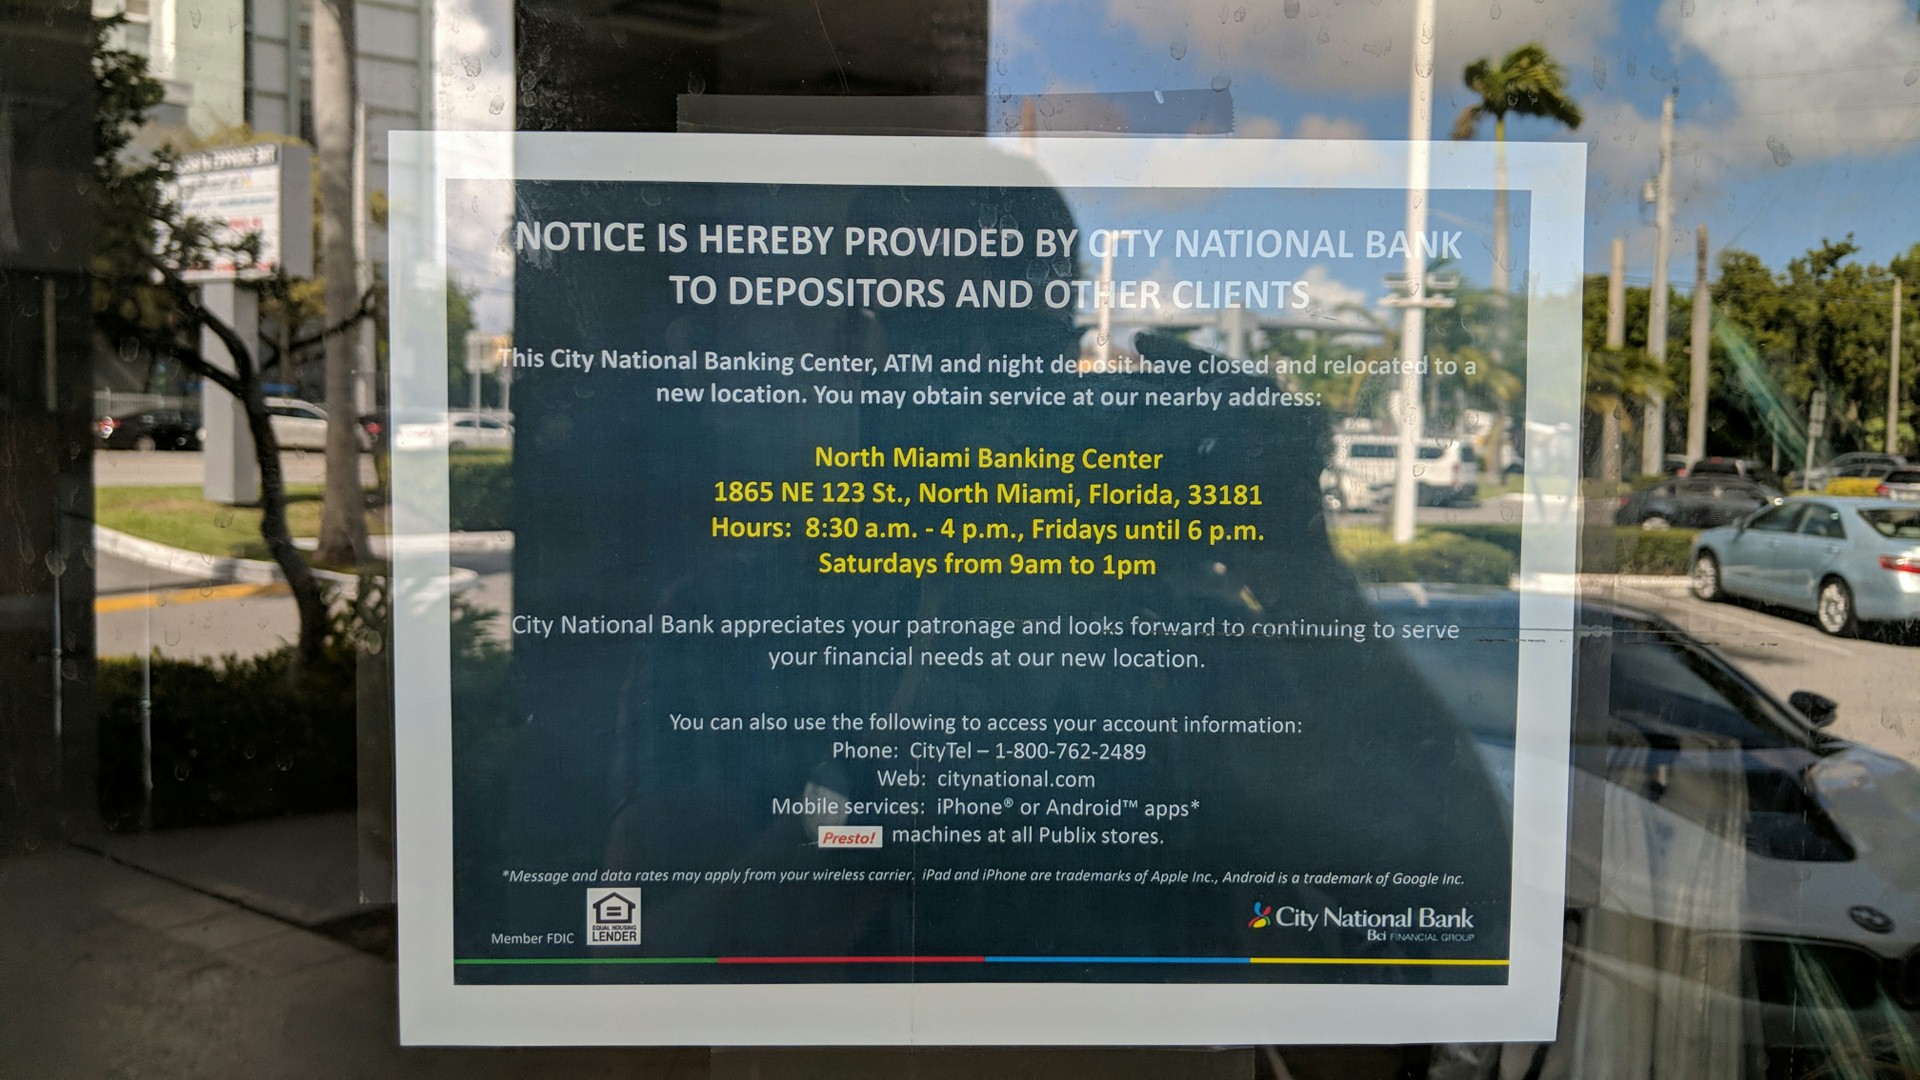 NOTICE IS HEREBY PROVIDED BY CITY NATIONAL BANK
TO DEPOSITORS AND OTHER CLIENTS
This City National Banking Center, ATM and night deposit have closed and relocated to a
new location. You may obtain service at our nearby address:
North Miami Banking Center
1865 NE 123 St., North Miami, Florida, 33181
Hours: 8:30 a.m. - 4 p.m., Fridays until 6 p.m.
Saturdays from 9am to 1pm
City National Bank appreciates your patronage and looks forward to continuing to serve
your financial needs at our new location.
You can also use the following to access your account information:
Phone: CityTel – 1-800-762-2489
Web: citynational.com
Mobile services: iPhone® or Android™ apps*
Presto! machines at all Publix stores.
*Message and data rates may apply from your wireless carrier. iPad and iPhone are trademarks of Apple Inc., Android is a trademark of Google Inc.
Member FDIC
EQUAL HOUSING
LENDER
City National Bank
Bci FINANCIAL GROUP